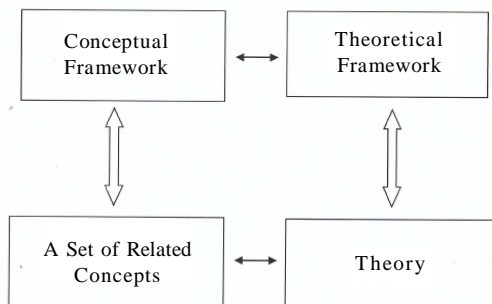 Conceptual
Framework
Theoretical
Framework
A Set of Related
Concepts
Theory